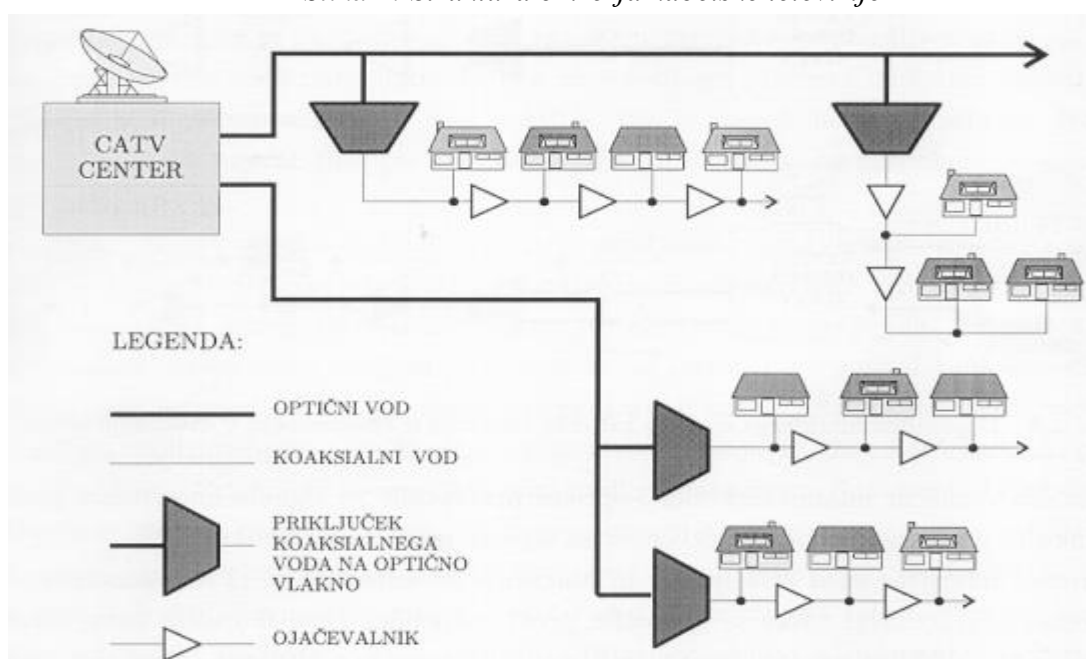 CATV
CENTER
LEGENDA:
OPTIČNI VOD
KOAKSIALNI VOD
PRIKLJUČEK
KOAKSIALNEGA
VODA NA OPTIČNO
VLAKNO
OJAČEVALNIK